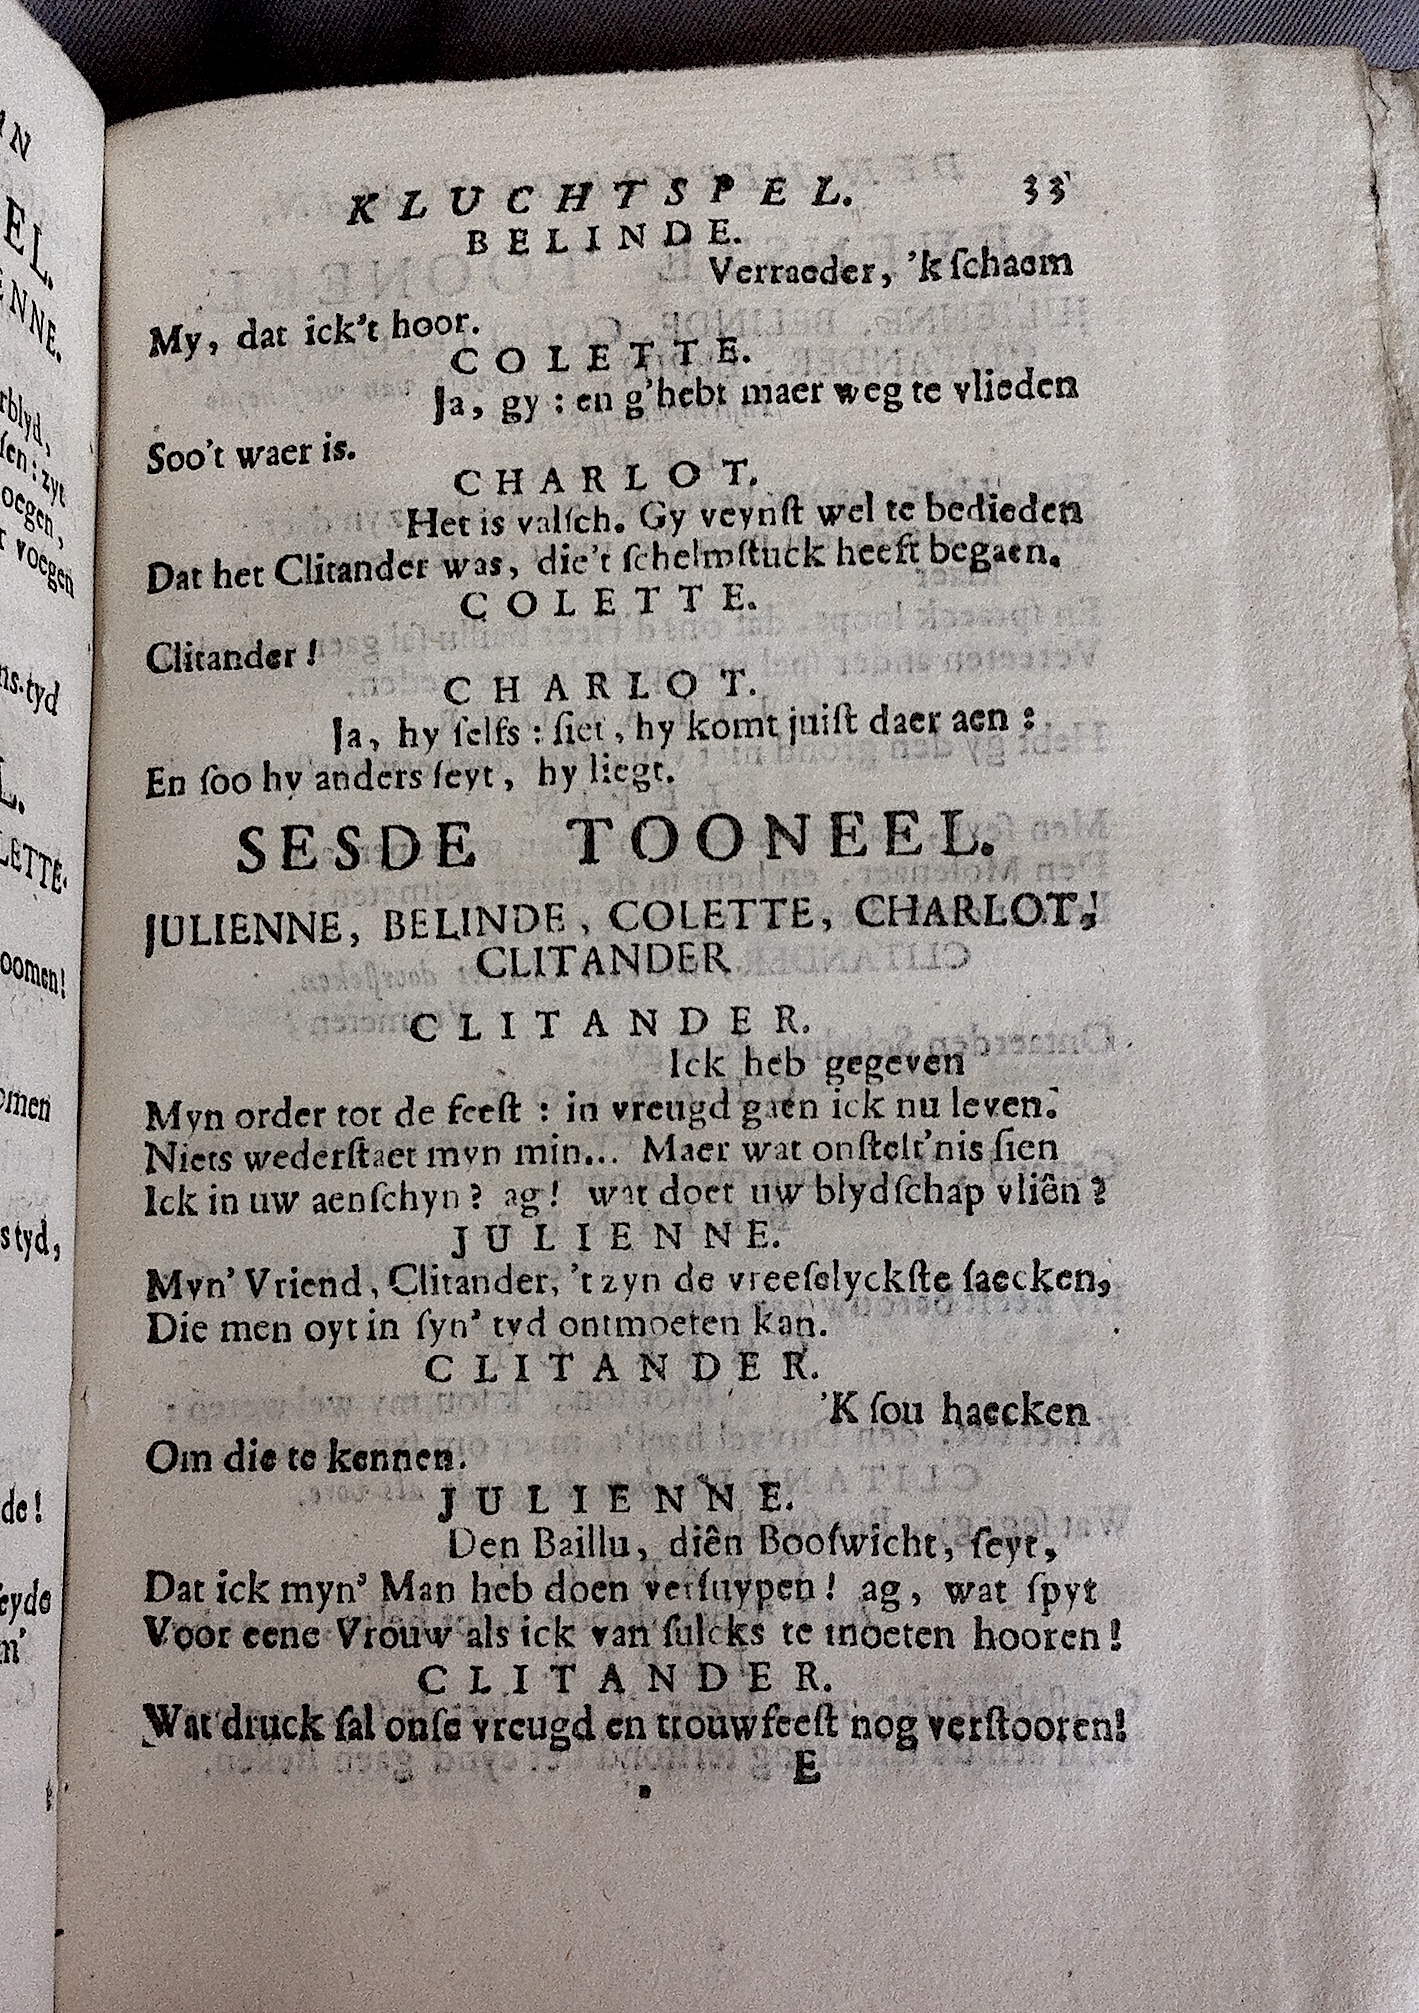 KLUCHTSPEL. 33
BELINDE.
Verraeder, 'k ſchaem
My, dat ick't hoor.
COLETTE.
Ja, gy : en g'hebt maer weg te vlieden
Soo't waer is.
CHARLOT.
Het is valſch. Gy veynſt wel te bedieden
Dat het Clitander was, die't ſchelmſtuck heeft begaen.
COLETTE.
Clitander !
CHARLOT.
Ja, hy ſelfs : ſiet, hy komt juiſt daer aen :
En ſoo hy anders ſeyt, hy liegt.
SESDE TOONEEL.
JULIENNE, BELINDE, COLETTE, CHARLOT,
CLITANDER
CLITANDER.
Ick heb gegeven
Myn order tot de feeſt : in vreugd gaen ick nu leven.
Niets wederſtaet myn min... Maer wat onſtelt'nis ſien
Ick in uw aenſchyn ? ag ! wat doet uw blydſchap vliên ?
JULIENNE.
Myn' Vriend, Clitander, 't zyn de vreeſelyckſte ſaecken,
Die men oyt in ſyn' tyd ontmoeten kan.
CLITANDER.
'K ſou haecken
Om die te kennen.
JULIENNE.
Den Baillu, diên Booſwicht, ſeyt,
Dat ick myn' Man heb doen verſuypen ! ag, wat ſpyt
Voor eene Vrouw als ick van ſulcks te moeten hooren !
CLITANDER.
Wat druck ſal onſe vreugd en trouwfeeſt nog verſtooren!
E